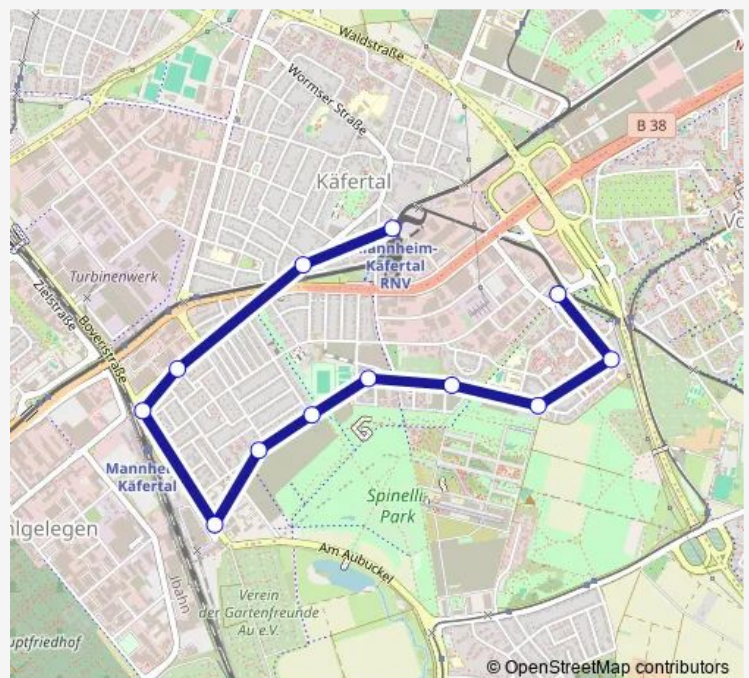 Waldstraße
Wormser Straße
B 38
Käfertal
Mannheim-
Käfertal
RNV
Turbinenwerk
Zielstraße
Boveristraße
Käfertal
Spinelli-
Park
Am Aubuckel
Verein
der Gartenfreunde
Au e.V.
© OpenStreetMap contributors